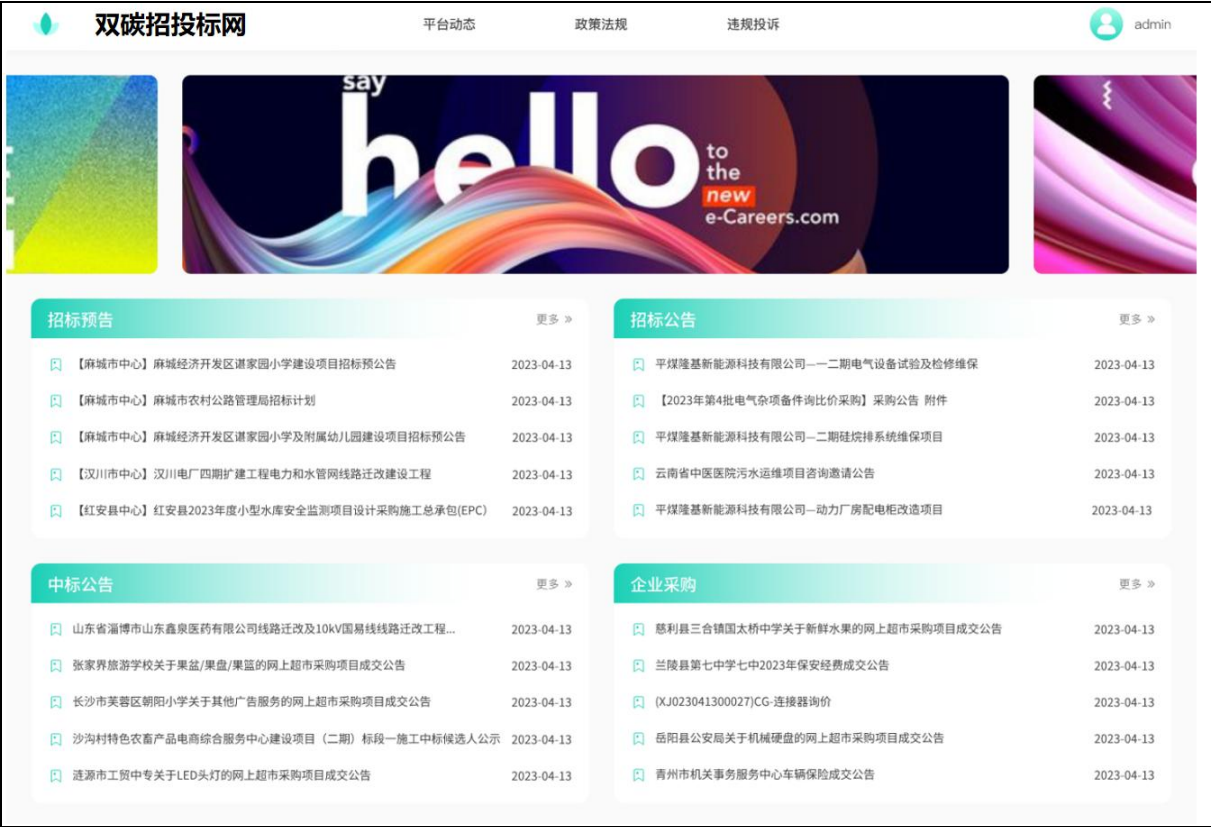 双碳招投标网
平台动态
政策法规
违规投诉
admin
say
hello
to
the
new
e-Careers.com
招标预告
更多 »
【麻城市中心】麻城经济开发区谌家园小学建设项目招标预公告 2023-04-13
【麻城市中心】麻城市农村公路管理局招标计划 2023-04-13
【麻城市中心】麻城经济开发区谌家园小学及附属幼儿园建设项目招标预公告 2023-04-13
【汉川市中心】汉川电厂四期扩建工程电力和水管网线路迁改建设工程 2023-04-13
【红安县中心】红安县2023年度小型水库安全监测项目设计采购施工总承包(EPC) 2023-04-13
招标公告
更多 »
平煤隆基新能源科技有限公司—一二期电气设备试验及检修维保 2023-04-13
【2023年第4批电气杂项备件询比价采购】采购公告 附件 2023-04-13
平煤隆基新能源科技有限公司—二期硅烷排系统维保项目 2023-04-13
云南省中医医院污水运维项目咨询邀请公告 2023-04-13
平煤隆基新能源科技有限公司—动力厂房配电柜改造项目 2023-04-13
中标公告
更多 »
山东省淄博市山东鑫泉医药有限公司线路迁改及10kV国易线线路迁改工程... 2023-04-13
张家界旅游学校关于果盆/果盘/果篮的网上超市采购项目成交公告 2023-04-13
长沙市芙蓉区朝阳小学关于其他广告服务的网上超市采购项目成交公告 2023-04-13
沙沟村特色农畜产品电商综合服务中心建设项目（二期）标段一施工中标候选人公示 2023-04-13
涟源市工贸中专关于LED头灯的网上超市采购项目成交公告 2023-04-13
企业采购
更多 »
慈利县三合镇国太桥中学关于新鲜水果的网上超市采购项目成交公告 2023-04-13
兰陵县第七中学七中2023年保安经费成交公告 2023-04-13
(XJ023041300027)CG-连接器询价 2023-04-13
岳阳县公安局关于机械硬盘的网上超市采购项目成交公告 2023-04-13
青州市机关事务服务中心车辆保险成交公告 2023-04-13